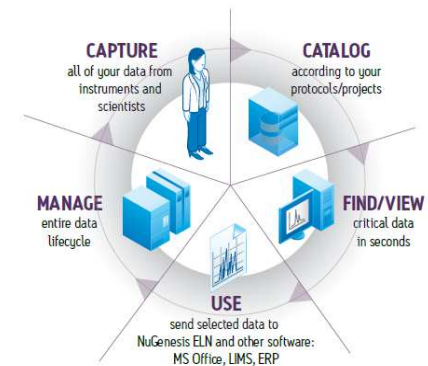 CAPTURE
all of your data from
instruments and
scientists
CATALOG
according to your
protocols/projects
MANAGE
entire data
lifecycle
FIND/VIEW
critical data
in seconds
USE
send selected data to
NuGenesis ELN and other software:
MS Office, LIMS, ERP